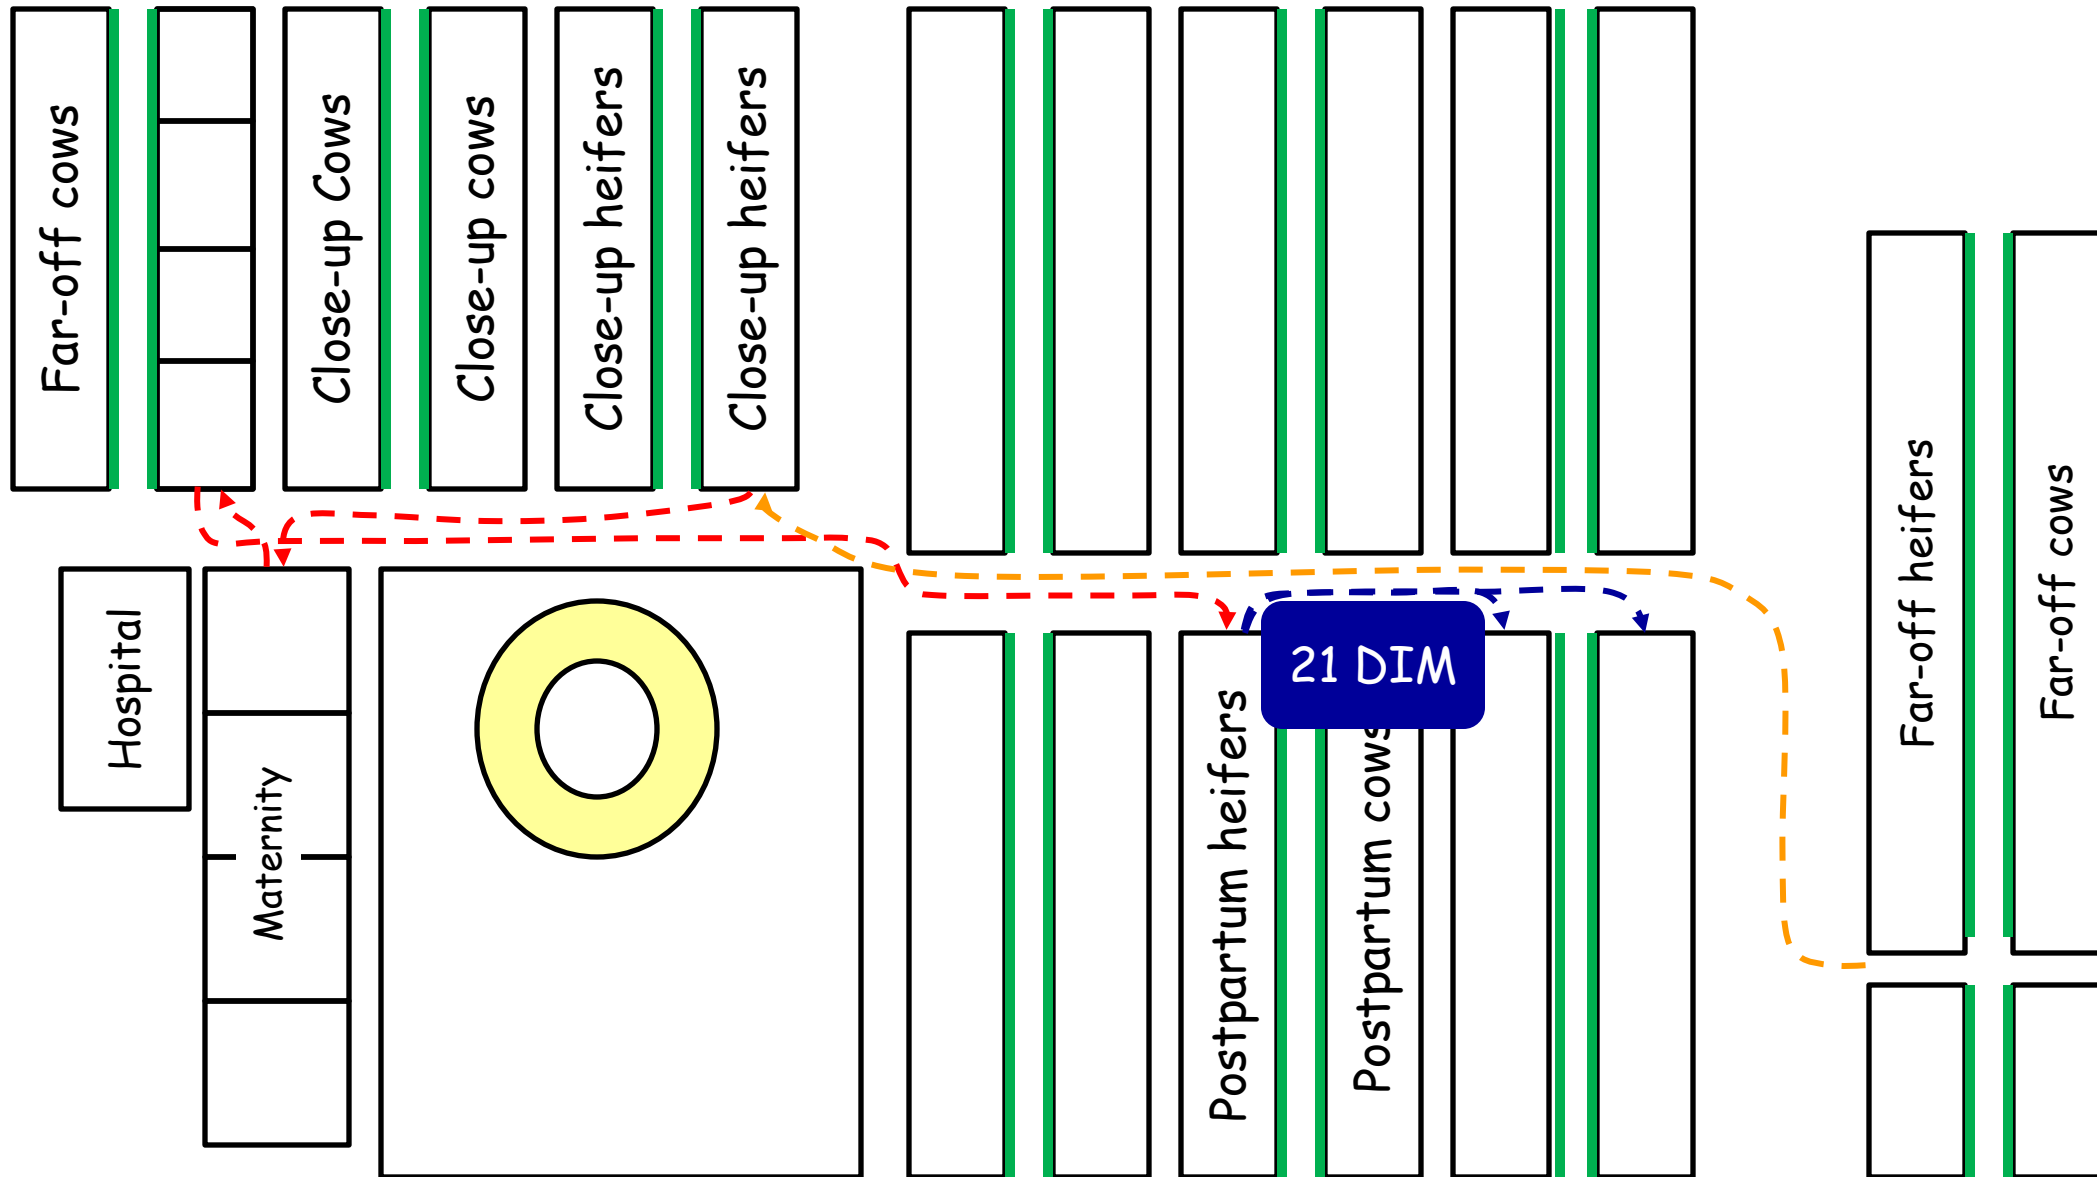 Far-off cows
Close-up Cows
Close-up cows
Close-up heifers
Close-up heifers
Hospital
Maternity
21 DIM
Postpartum heifers
Postpartum cows
Far-off heifers
Far-off cows